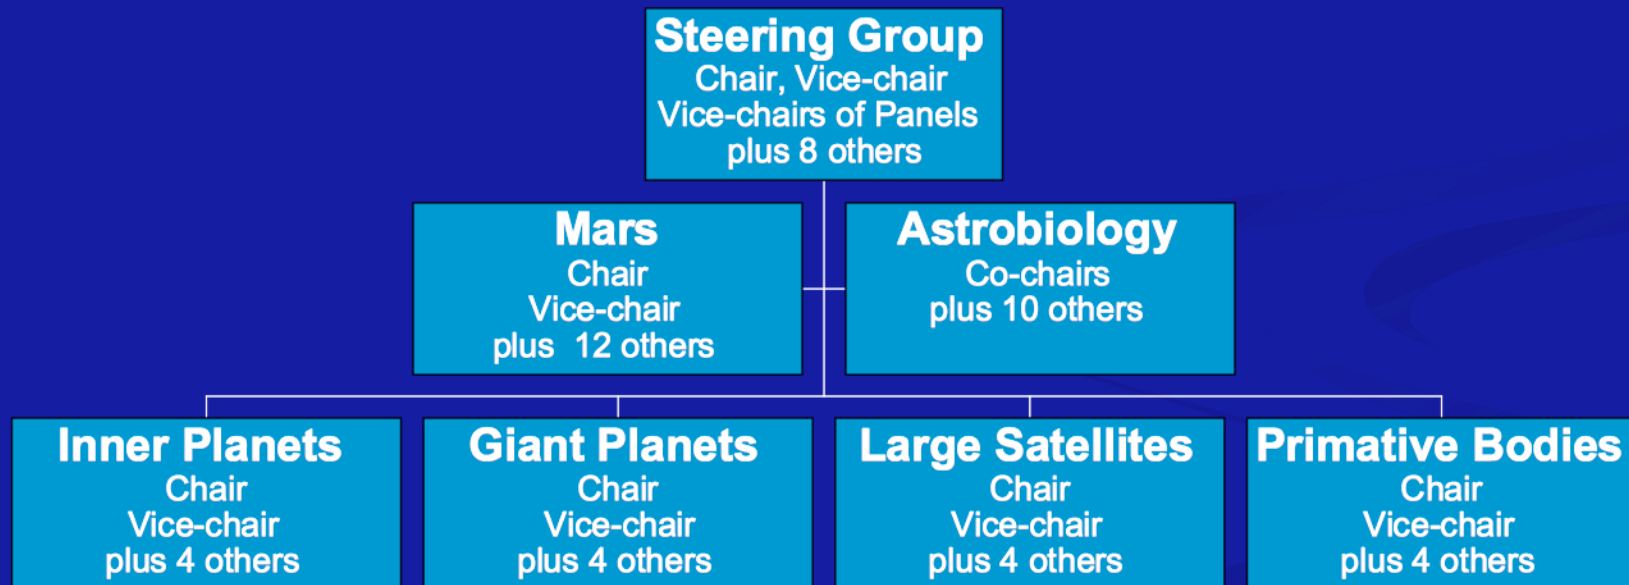 Steering Group
Chair, Vice-chair
Vice-chairs of Panels
plus 8 others
Mars
Chair
Vice-chair
plus  12 others
Astrobiology
Co-chairs
plus 10 others
Inner Planets
Chair
Vice-chair
plus 4 others
Giant Planets
Chair
Vice-chair
plus 4 others
Large Satellites
Chair
Vice-chair
plus 4 others
Primative Bodies
Chair
Vice-chair
plus 4 others